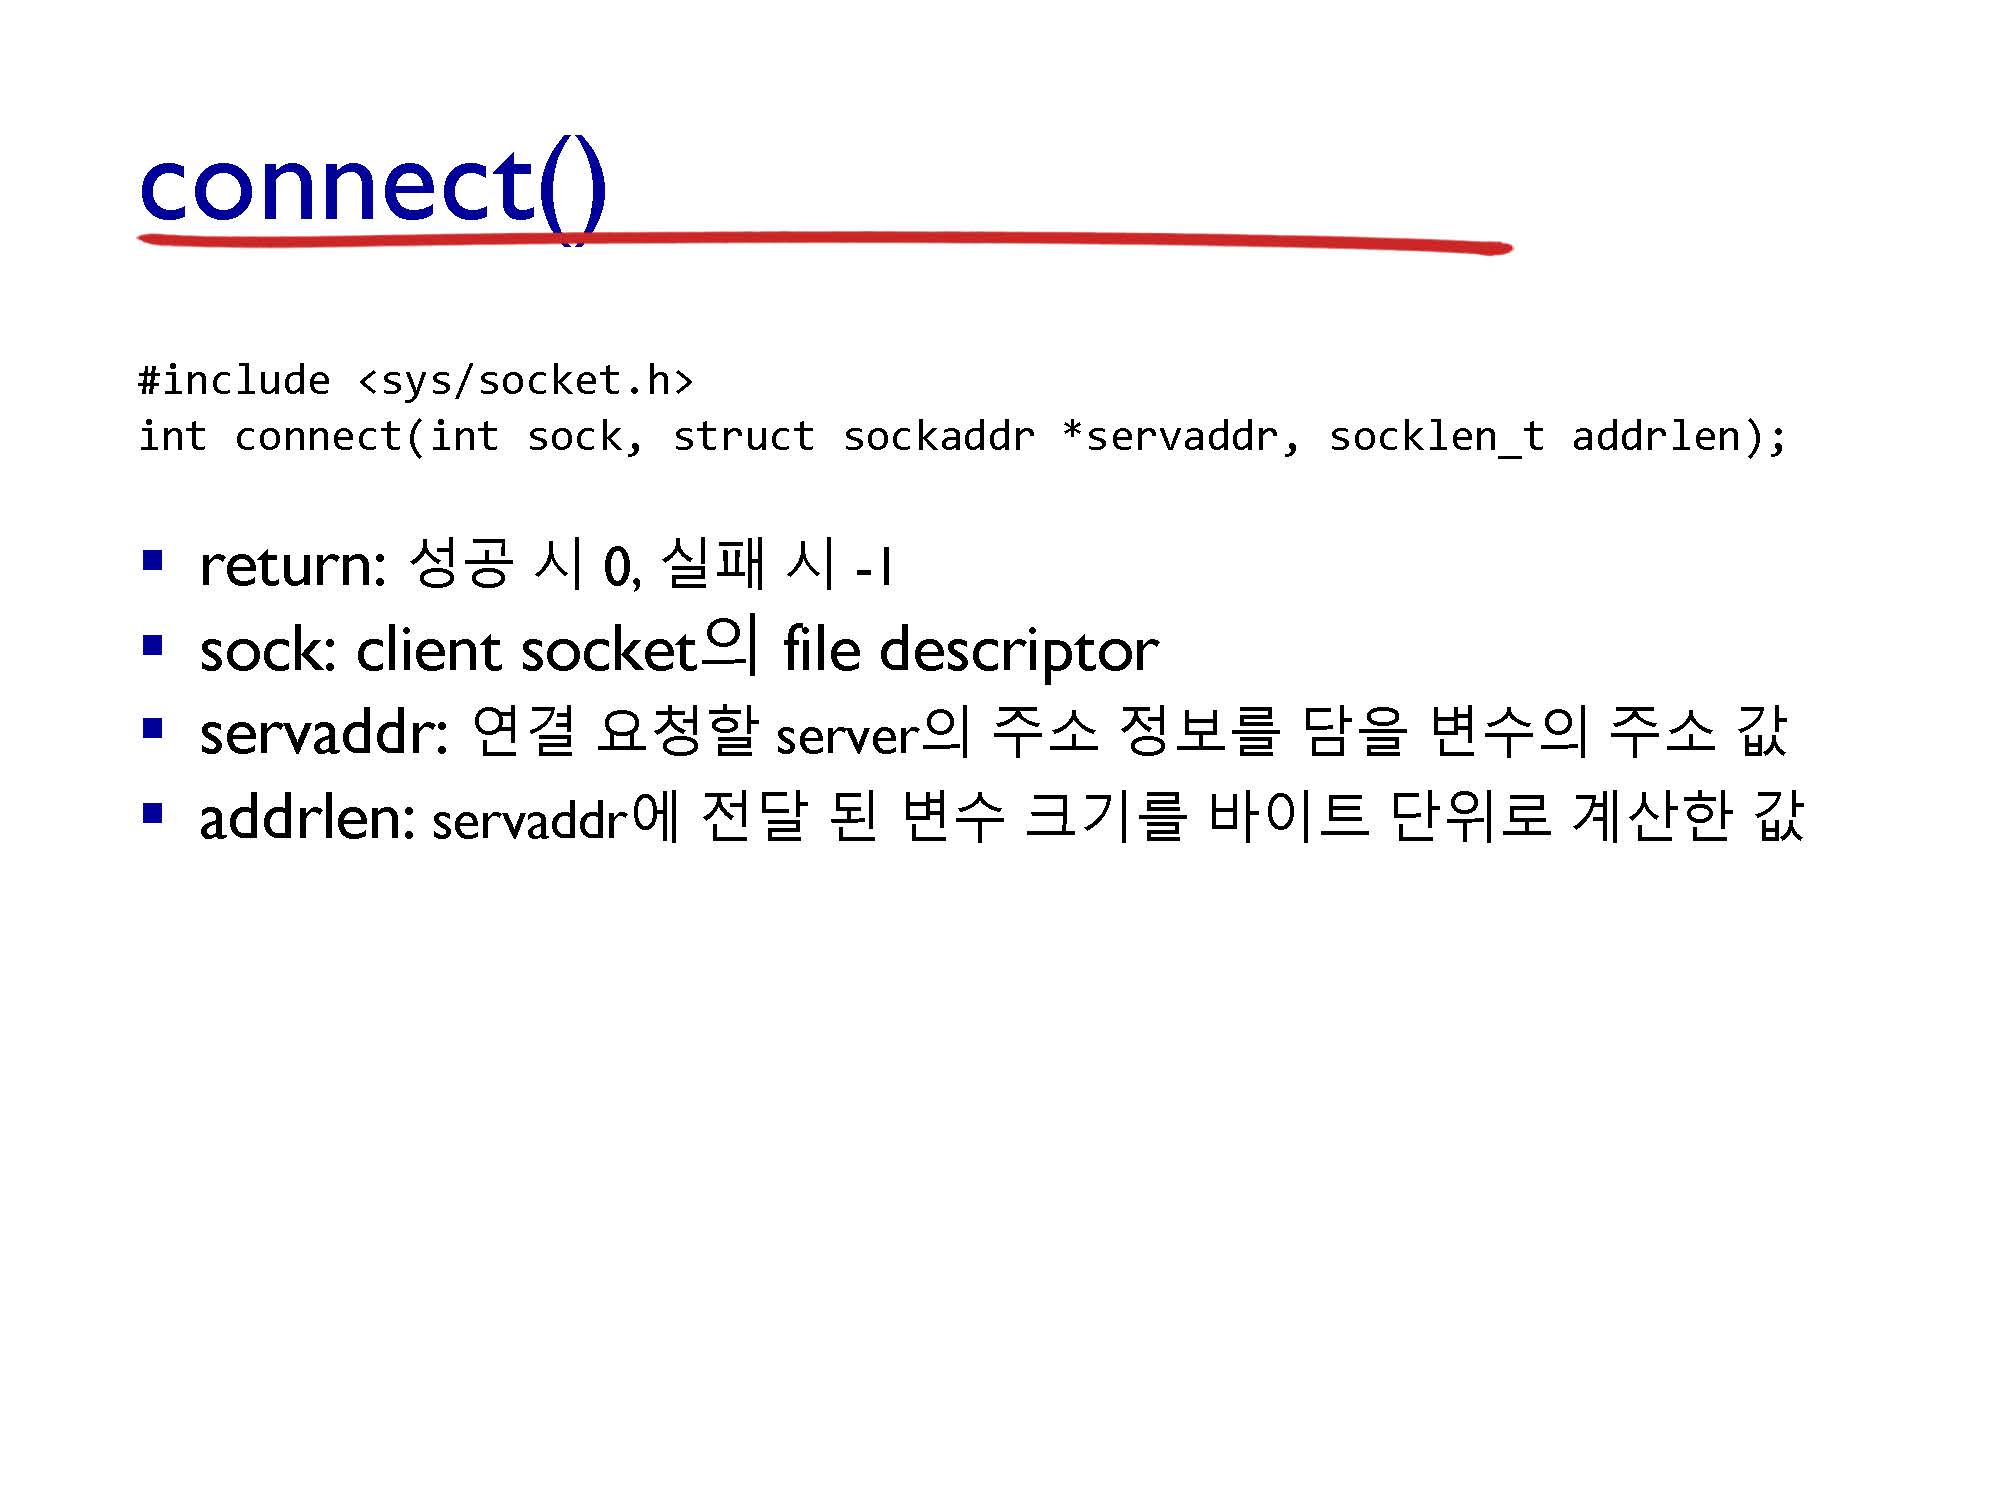 connect()
#include <sys/socket.h>
int connect(int sock, struct sockaddr *servaddr, socklen_t addrlen);
▪ return: 성공 시 0, 실패 시 -1
▪ sock: client socket의 file descriptor
▪ servaddr: 연결 요청할 server의 주소 정보를 담을 변수의 주소 값
▪ addrlen: servaddr에 전달 된 변수 크기를 바이트 단위로 계산한 값